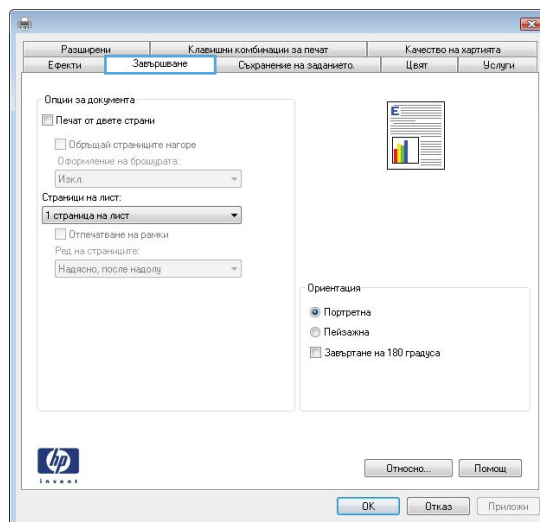 Разширени Клавишни комбинации за печат Качество на хартията
Ефекти Завършване Съхранение на заданието. Цвят Услуги
Опции за документа
Печат от двете страни
Обръщай страниците нагоре
Оформление на брошурата:
Изкл.
Страници на лист:
1 страница на лист
Отпечатване на рамки
Ред на страниците:
Надясно, после надолу
E
Ориентация
Портретна
Пейзажна
Завъртане на 180 градуса
hp
invent
Относно... Помощ
OK Отказ Приложи